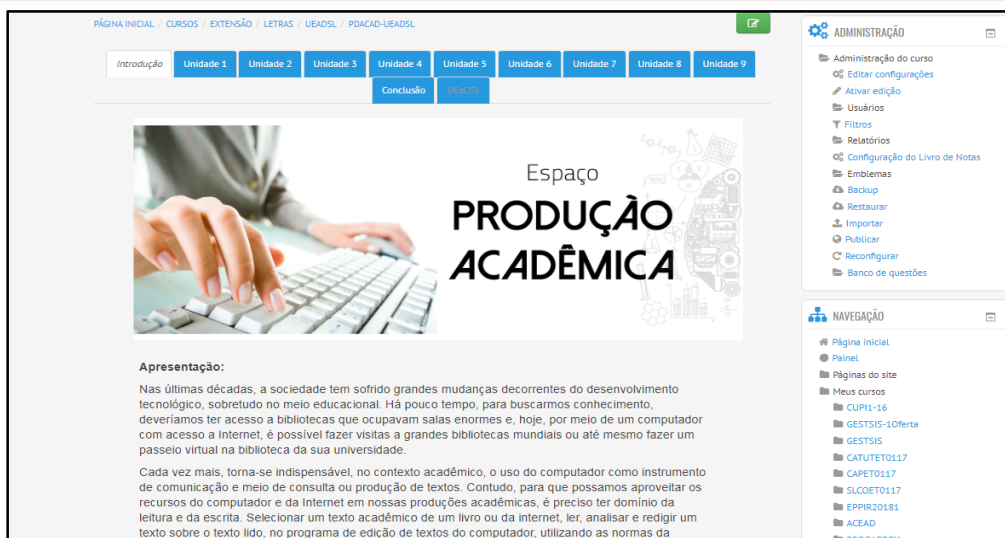 PÁGINA INICIAL / CURSOS / EXTENSÃO / LETRAS / UEADSL / PDACAD-UEADSL
Introdução
Unidade 1
Unidade 2
Unidade 3
Unidade 4
Unidade 5
Unidade 6
Unidade 7
Unidade 8
Unidade 9
Conclusão
UEaDSL
Espaço
PRODUÇÃO
ACADÊMICA
Apresentação:
Nas últimas décadas, a sociedade tem sofrido grandes mudanças decorrentes do desenvolvimento
tecnológico, sobretudo no meio educacional. Há pouco tempo, para buscarmos conhecimento,
deveríamos ter acesso a bibliotecas que ocupavam salas enormes e, hoje, por meio de um computador
com acesso a Internet, é possível fazer visitas a grandes bibliotecas mundiais ou até mesmo fazer um
passeio virtual na biblioteca da sua universidade.
Cada vez mais, torna-se indispensável, no contexto acadêmico, o uso do computador como instrumento
de comunicação e meio de consulta ou produção de textos. Contudo, para que possamos aproveitar os
recursos do computador e da Internet em nossas produções acadêmicas, é preciso ter domínio da
leitura e da escrita. Selecionar um texto acadêmico de um livro ou da internet, ler, analisar e redigir um
texto sobre o texto lido, no programa de edição de textos do computador, utilizando as normas da
ADMINISTRAÇÃO
Administração do curso
Editar configurações
Ativar edição
Usuários
Filtros
Relatórios
Configuração do Livro de Notas
Emblemas
Backup
Restaurar
Importar
Publicar
Reconfigurar
Banco de questões
NAVEGAÇÃO
Página inicial
Painel
Páginas do site
Meus cursos
CUPI1-16
GESTSIS-1Oferta
GESTSIS
CATUTET0117
CAPET0117
SLCOET0117
EPPIR20181
ACEAD